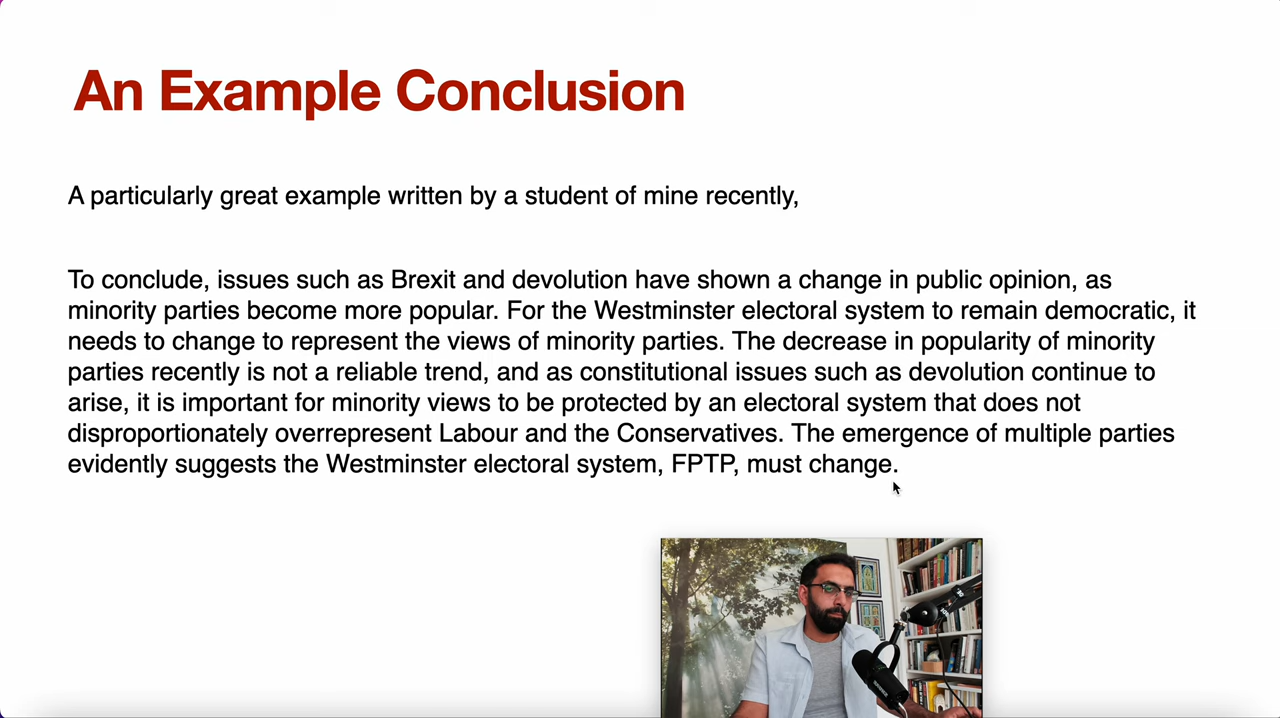 An Example Conclusion
A particularly great example written by a student of mine recently,
To conclude, issues such as Brexit and devolution have shown a change in public opinion, as
minority parties become more popular. For the Westminster electoral system to remain democratic, it
needs to change to represent the views of minority parties. The decrease in popularity of minority
parties recently is not a reliable trend, and as constitutional issues such as devolution continue to
arise, it is important for minority views to be protected by an electoral system that does not
disproportionately overrepresent Labour and the Conservatives. The emergence of multiple parties
evidently suggests the Westminster electoral system, FPTP, must change.